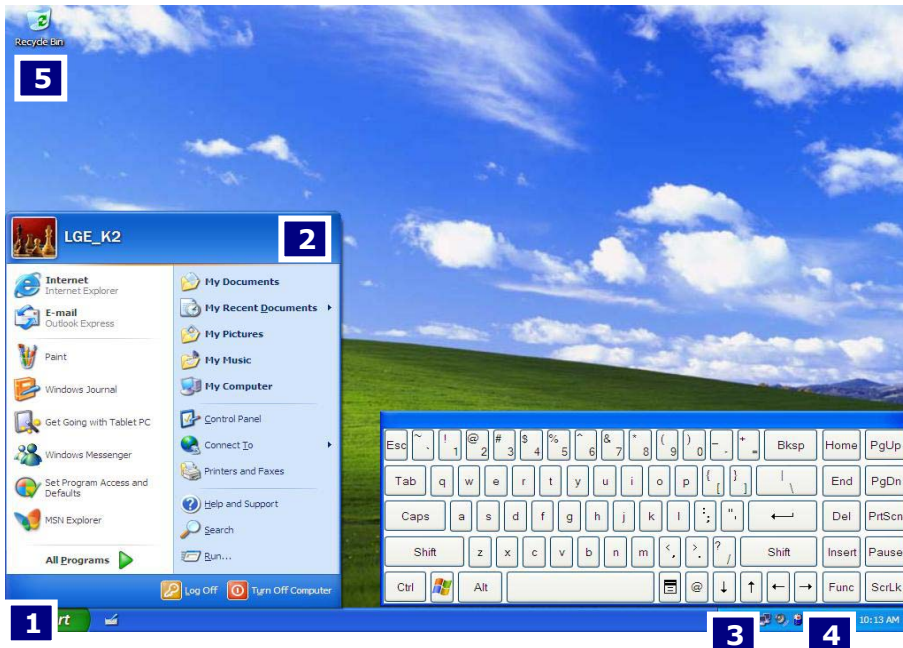 Recycle Bin
5
LGE_K2
2
Internet
Internet Explorer
E-mail
Outlook Express
Paint
Windows Journal
Get Going with Tablet PC
Windows Messenger
Set Program Access and
Defaults
MSN Explorer
All Programs
My Documents
My Recent Documents
My Pictures
My Music
My Computer
Control Panel
Connect To
Printers and Faxes
Help and Support
Search
Run...
Log Off
Turn Off Computer
Esc ~ ` ! 1 @ 2 # 3 $ 4 % 5 ^ 6 & 7 * 8 ( 9 ) 0 _ - + = Bksp Home PgUp
Tab q w e r t y u i o p { [ } ] | \ End PgDn
Caps a s d f g h j k l : ; " ' Del PrtScn
Shift z x c v b n m < , > . ? / Shift Insert Pause
Ctrl Alt @ ↓ ↑ ← → Func ScrLk
1 rt
3
4
10:13 AM